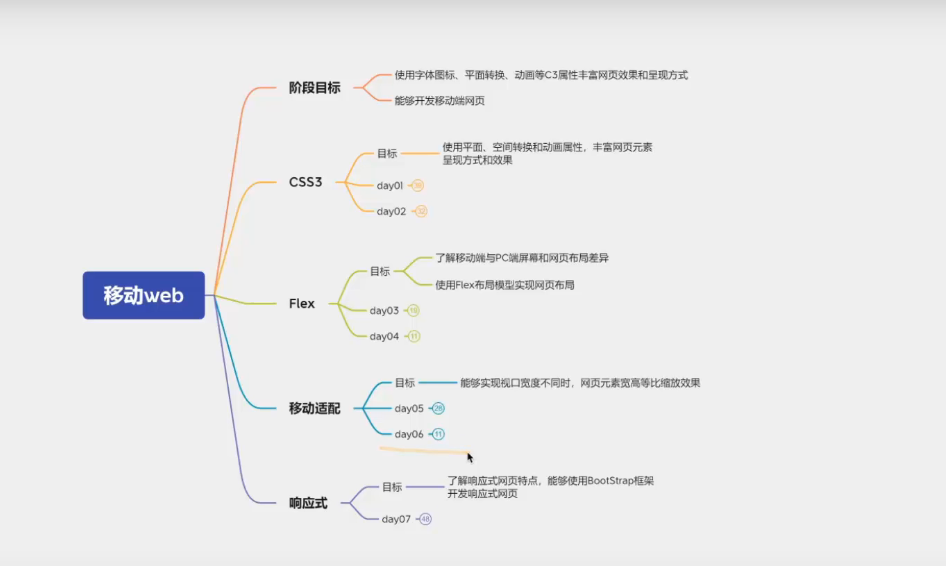 移动web
阶段目标
使用字体图标、平面转换、动画等C3属性丰富网页效果和呈现方式
能够开发移动端网页
CSS3
目标
使用平面、空间转换和动画属性，丰富网页元素
呈现方式和效果
day01
day02
Flex
目标
了解移动端与PC端屏幕和网页布局差异
使用Flex布局模型实现网页布局
day03
day04 11
移动适配
目标
能够实现视口宽度不同时，网页元素宽高等比缩放效果
day05 26
day06 11
响应式
目标
了解响应式网页特点，能够使用BootStrap框架
开发响应式网页
day07 48